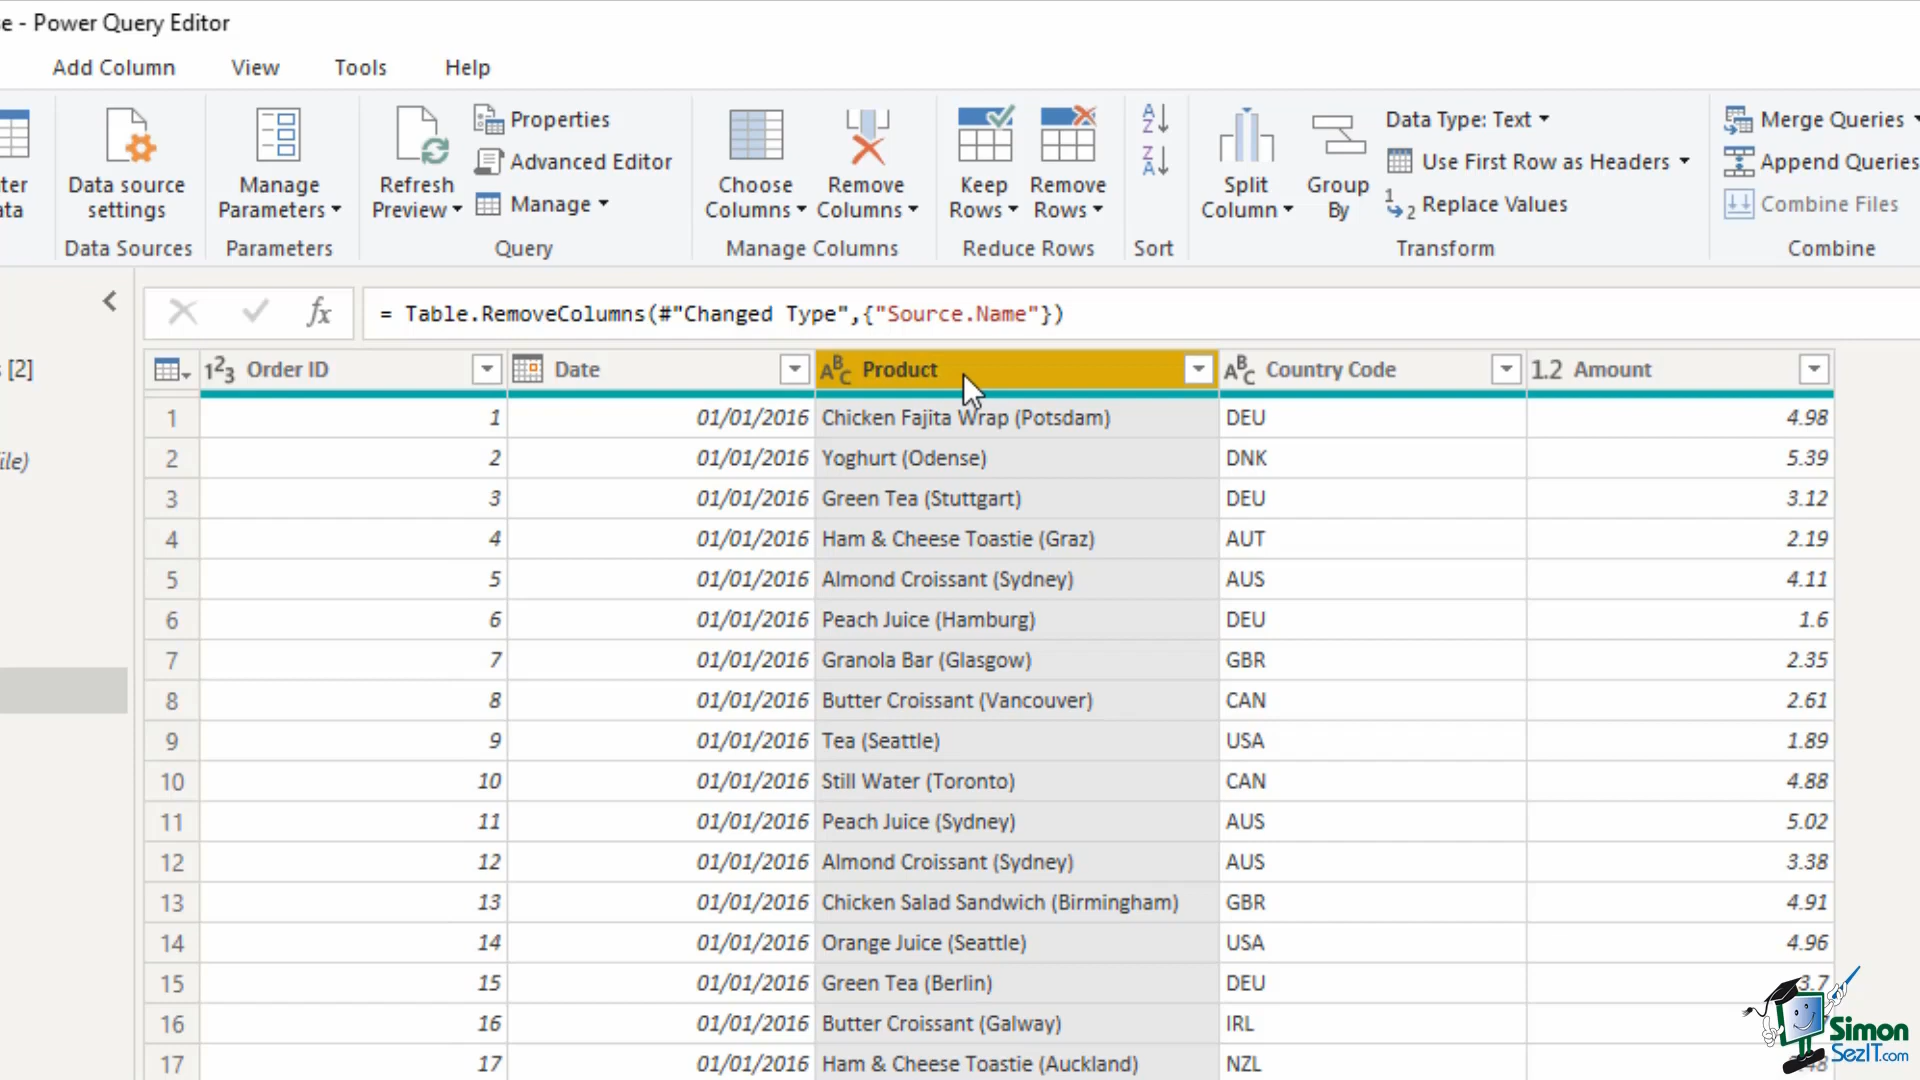 e - Power Query Editor
Add Column View Tools Help
ter
ata
Data source
settings
Data Sources
Manage
Parameters
Parameters
Refresh
Preview
Properties
Advanced Editor
Manage
Query
Choose
Columns
Remove
Columns
Manage Columns
Keep
Rows
Remove
Rows
Reduce Rows
Sort
Split
Column
Group
By
Data Type: Text
Use First Row as Headers
Replace Values
Transform
Merge Queries
Append Queries
Combine Files
Combine
= Table.RemoveColumns(#"Changed Type",{"Source.Name"})
[2]
ile)
Order ID Date Product Country Code 1.2 Amount
1 1 01/01/2016 Chicken Fajita Wrap (Potsdam) DEU 4.98
2 2 01/01/2016 Yoghurt (Odense) DNK 5.39
3 3 01/01/2016 Green Tea (Stuttgart) DEU 3.12
4 4 01/01/2016 Ham & Cheese Toastie (Graz) AUT 2.19
5 5 01/01/2016 Almond Croissant (Sydney) AUS 4.11
6 6 01/01/2016 Peach Juice (Hamburg) DEU 1.6
7 7 01/01/2016 Granola Bar (Glasgow) GBR 2.35
8 8 01/01/2016 Butter Croissant (Vancouver) CAN 2.61
9 9 01/01/2016 Tea (Seattle) USA 1.89
10 10 01/01/2016 Still Water (Toronto) CAN 4.88
11 11 01/01/2016 Peach Juice (Sydney) AUS 5.02
12 12 01/01/2016 Almond Croissant (Sydney) AUS 3.38
13 13 01/01/2016 Chicken Salad Sandwich (Birmingham) GBR 4.91
14 14 01/01/2016 Orange Juice (Seattle) USA 4.96
15 15 01/01/2016 Green Tea (Berlin) DEU 3.7
16 16 01/01/2016 Butter Croissant (Galway) IRL
17 17 01/01/2016 Ham & Cheese Toastie (Auckland) NZL
Simon
SezIT.com